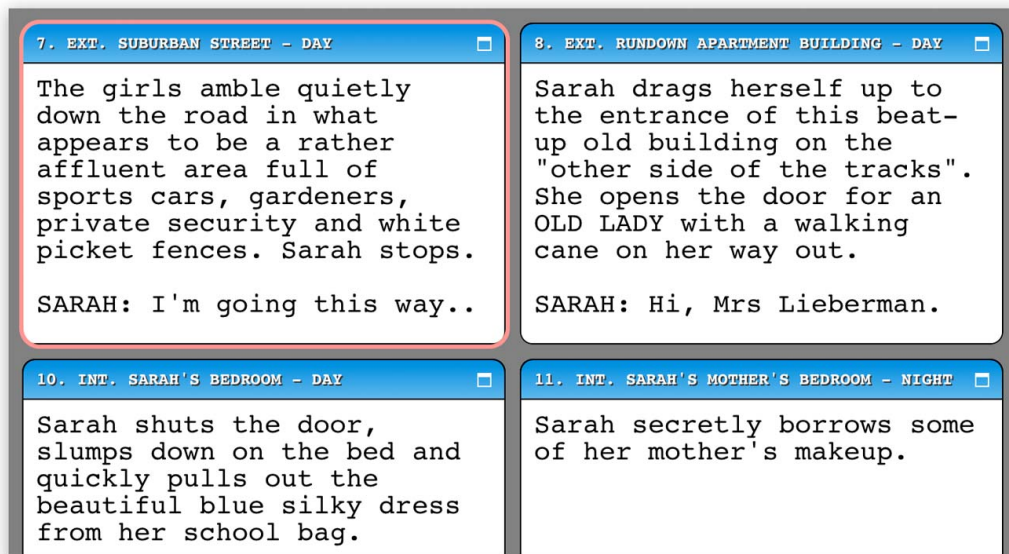 7. EXT. SUBURBAN STREET - DAY
The girls amble quietly
down the road in what
appears to be a rather
affluent area full of
sports cars, gardeners,
private security and white
picket fences. Sarah stops.
SARAH: I'm going this way..
8. EXT. RUNDOWN APARTMENT BUILDING - DAY
Sarah drags herself up to
the entrance of this beat-
up old building on the
"other side of the tracks".
She opens the door for an
OLD LADY with a walking
cane on her way out.
SARAH: Hi, Mrs Lieberman.
10. INT. SARAH'S BEDROOM - DAY
Sarah shuts the door,
slumps down on the bed and
quickly pulls out the
beautiful blue silky dress
from her school bag.
11. INT. SARAH'S MOTHER'S BEDROOM - NIGHT
Sarah secretly borrows some
of her mother's makeup.